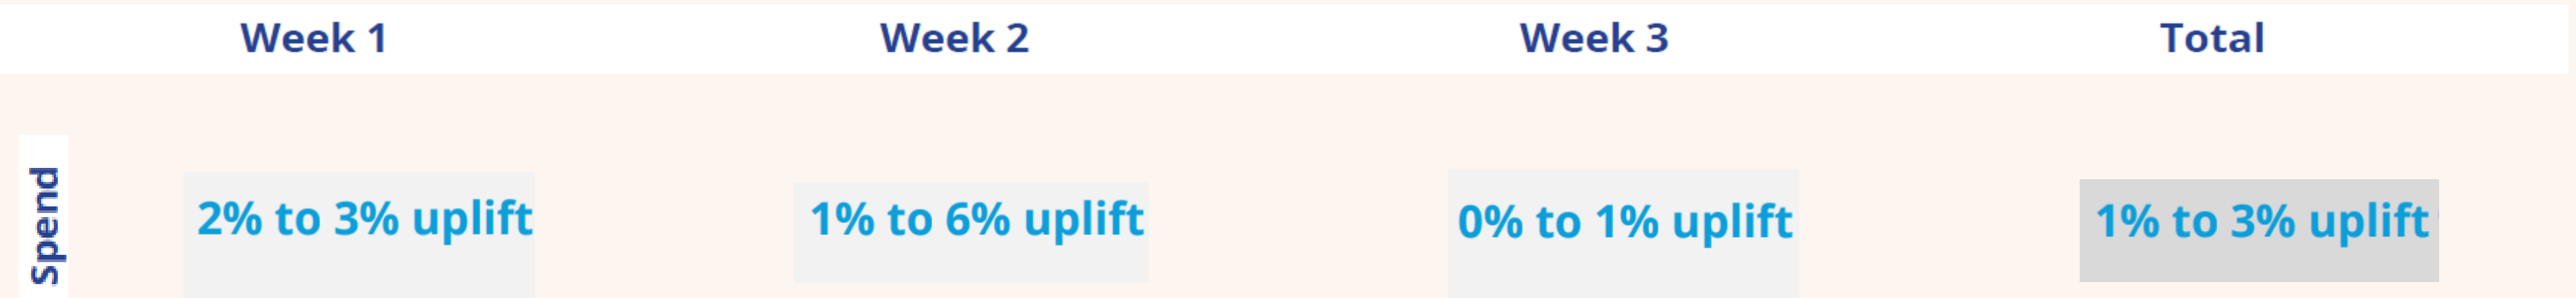 Week 1
Week 2
Week 3
Total
Spend
2% to 3% uplift
1% to 6% uplift
0% to 1% uplift
1% to 3% uplift